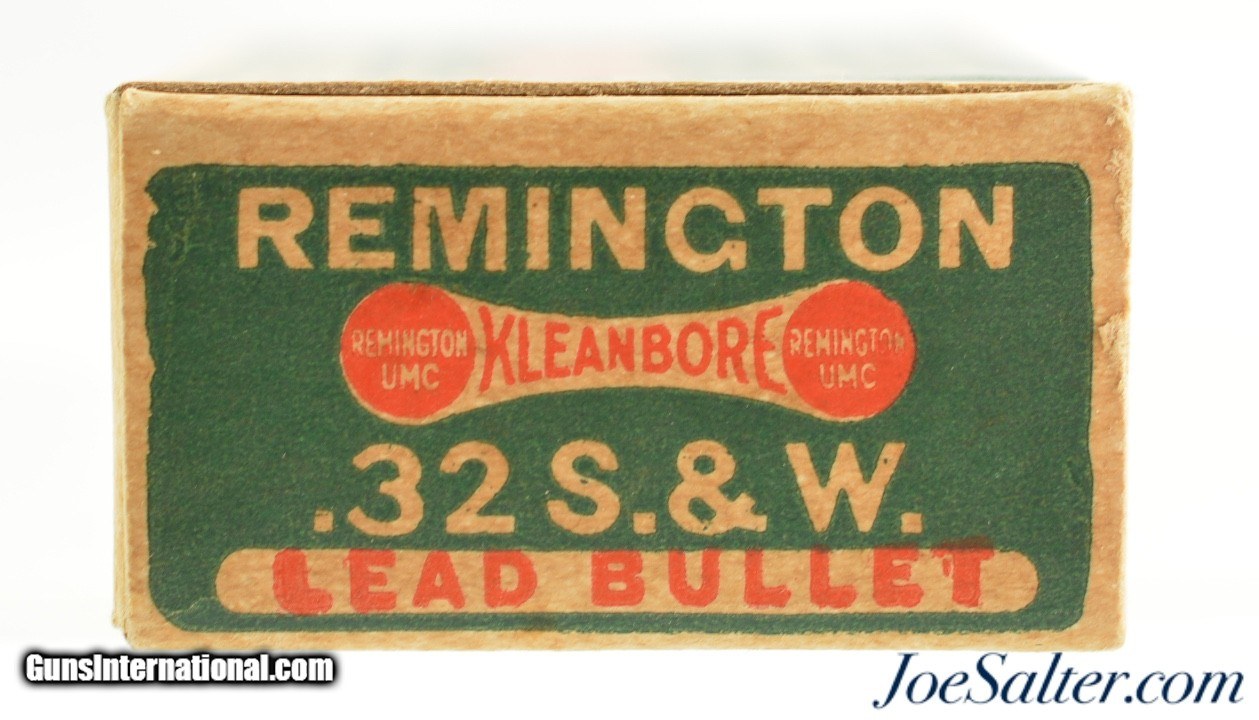 REMINGTON
REMINGTON UMC KLEANBORE REMINGTON UMC
.32 S.&W.
LEAD BULLET
GunsInternational.com
JoeSalter.com